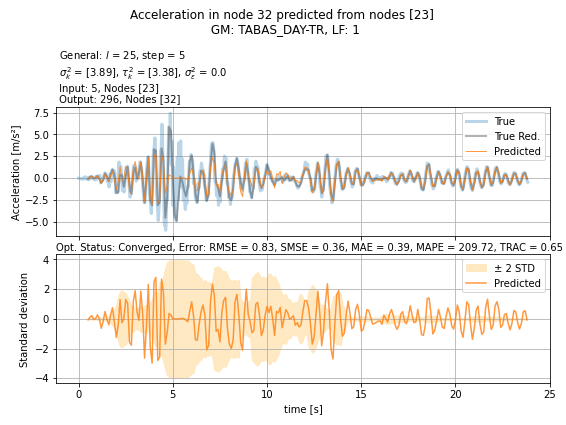 Acceleration in node 32 predicted from nodes [23]
GM: TABAS_DAY-TR, LF: 1
General: l = 25, step = 5
σ²ₖ = [3.89], τ²ₖ = [3.38], σ²ₑ = 0.0
Input: 5, Nodes [23]
Output: 296, Nodes [32]
Acceleration [m/s²]
7.5
5.0
2.5
0.0
−2.5
−5.0
True
True Red.
Predicted
Opt. Status: Converged, Error: RMSE = 0.83, SMSE = 0.36, MAE = 0.39, MAPE = 209.72, TRAC = 0.65
Standard deviation
4
2
0
−2
−4
± 2 STD
Predicted
0
5
10
15
20
25
time [s]